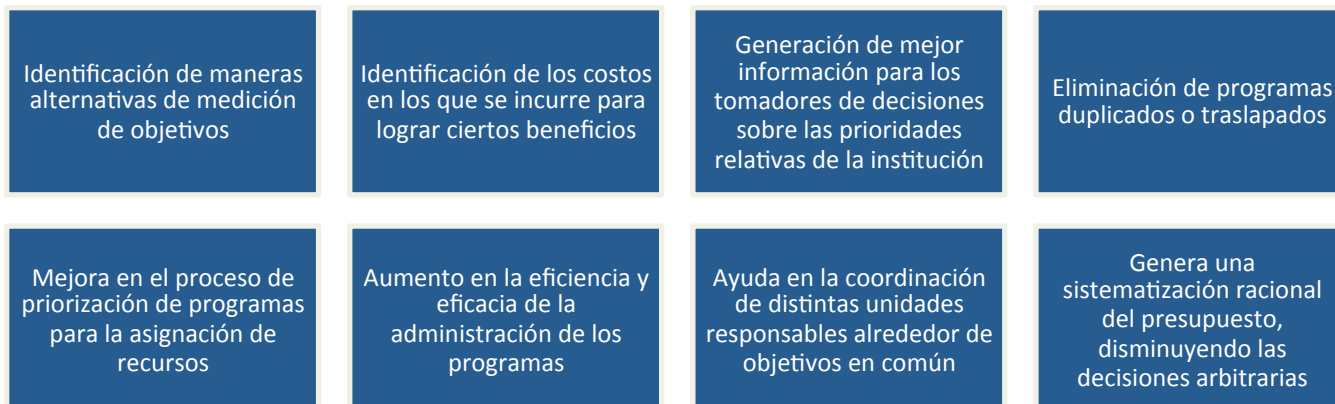 Identificación de maneras
alternativas de medición
de objetivos
Identificación de los costos
en los que se incurre para
lograr ciertos beneficios
Generación de mejor
información para los
tomadores de decisiones
sobre las prioridades
relativas de la institución
Eliminación de programas
duplicados o traslapados
Mejora en el proceso de
priorización de programas
para la asignación de
recursos
Aumento en la eficiencia y
eficacia de la
administración de los
programas
Ayuda en la coordinación
de distintas unidades
responsables alrededor de
objetivos en común
Genera una
sistematización racional
del presupuesto,
disminuyendo las
decisiones arbitrarias